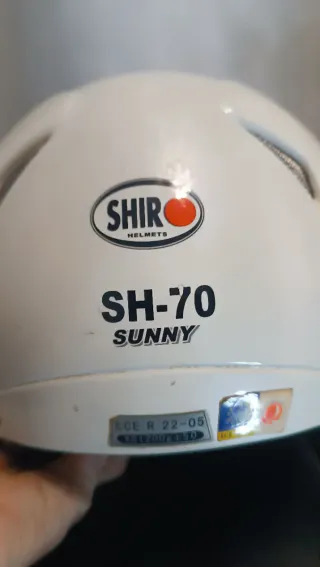 SHIRO
HELMETS
SH-70
SUNNY
ECE R 22-05